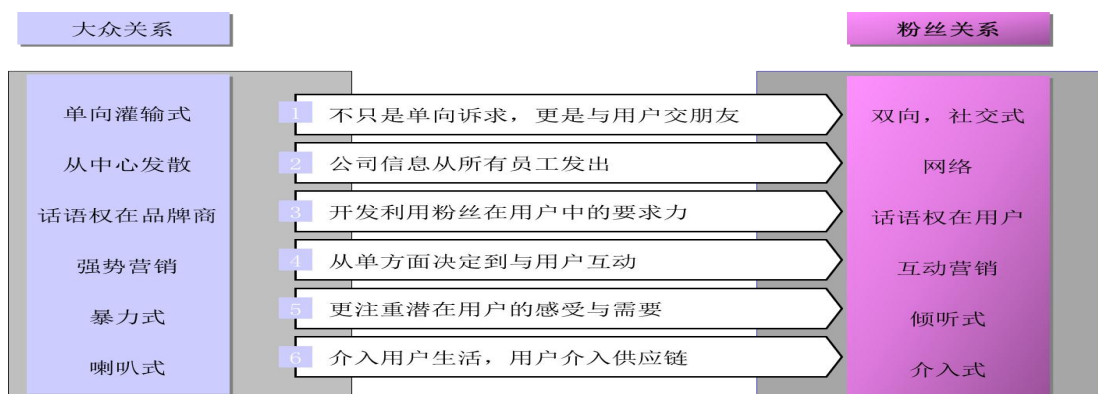 大众关系
粉丝关系
单向灌输式
1 不只是单向诉求，更是与用户交朋友
双向，社交式
从中心发散
2 公司信息从所有员工发出
网络
话语权在品牌商
3 开发利用粉丝在用户中的要求力
话语权在用户
强势营销
4 从单方面决定到与用户互动
互动营销
暴力式
5 更注重潜在用户的感受与需要
倾听式
喇叭式
6 介入用户生活，用户介入供应链
介入式